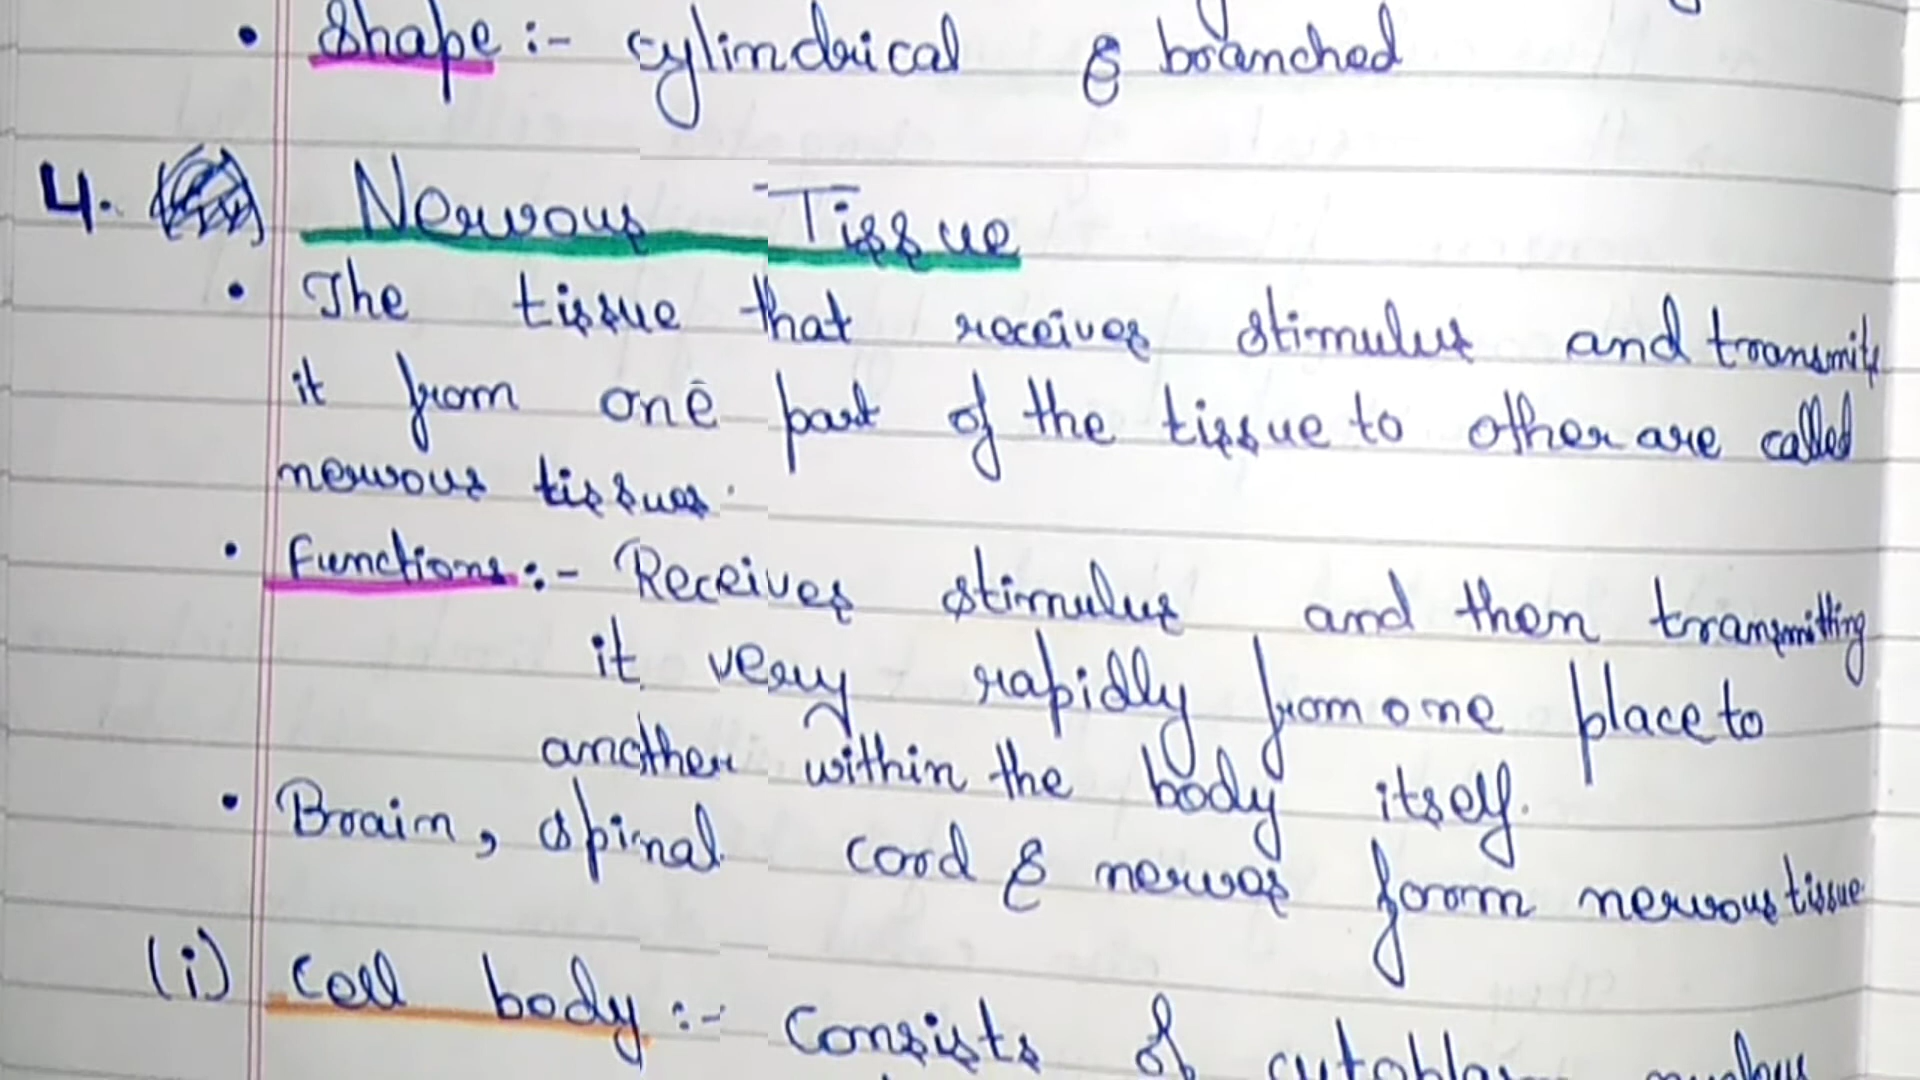 • Shape :- cylindrical & branched
4. Nervous Tissue
• The tissue that receives stimulus and transmits
it from one part of the tissue to other are called
nervous tissues.
• Functions :- Receives stimulus and then transmitting
it very rapidly from one place to
another within the body itself.
• Brain, spinal cord & nerves form nervous tissue
(i) Cell body :- Consists of